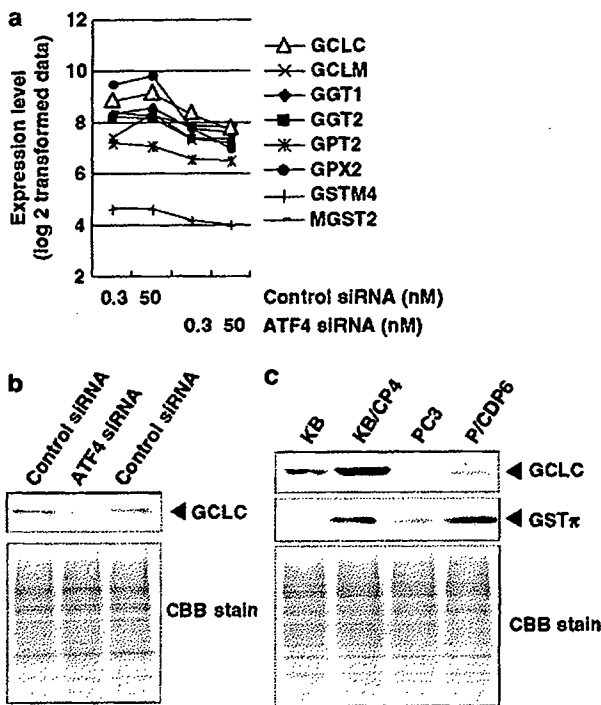 a
12
10
8
6
4
2
Expression level
(log 2 transformed data)
GCLC
GCLM
GGT1
GGT2
GPT2
GPX2
GSTM4
MGST2
0.3 50 Control siRNA (nM)
0.3 50 ATF4 siRNA (nM)
b
Control siRNA
ATF4 siRNA
Control siRNA
GCLC
CBB stain
c
KB
KB/CP4
PC3
P/CDP6
GCLC
GSTπ
CBB stain